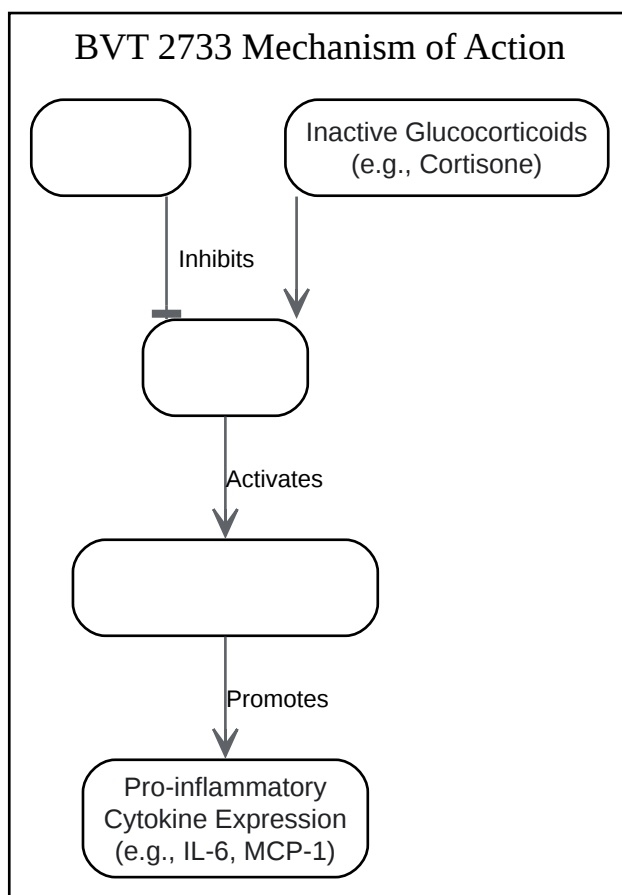 BVT 2733 Mechanism of Action
Inactive Glucocorticoids
(e.g., Cortisone)
Inhibits
Activates
Promotes
Pro-inflammatory
Cytokine Expression
(e.g., IL-6, MCP-1)